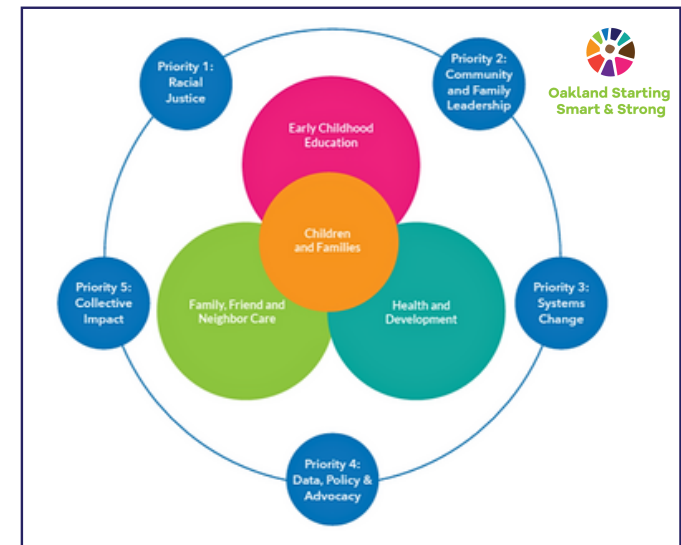 Priority 1:
Racial
Justice
Priority 2:
Community
and Family
Leadership
Oakland Starting
Smart & Strong
Early Childhood
Education
Children
and Families
Family, Friend and
Neighbor Care
Health and
Development
Priority 5:
Collective
Impact
Priority 3:
Systems
Change
Priority 4:
Data, Policy &
Advocacy